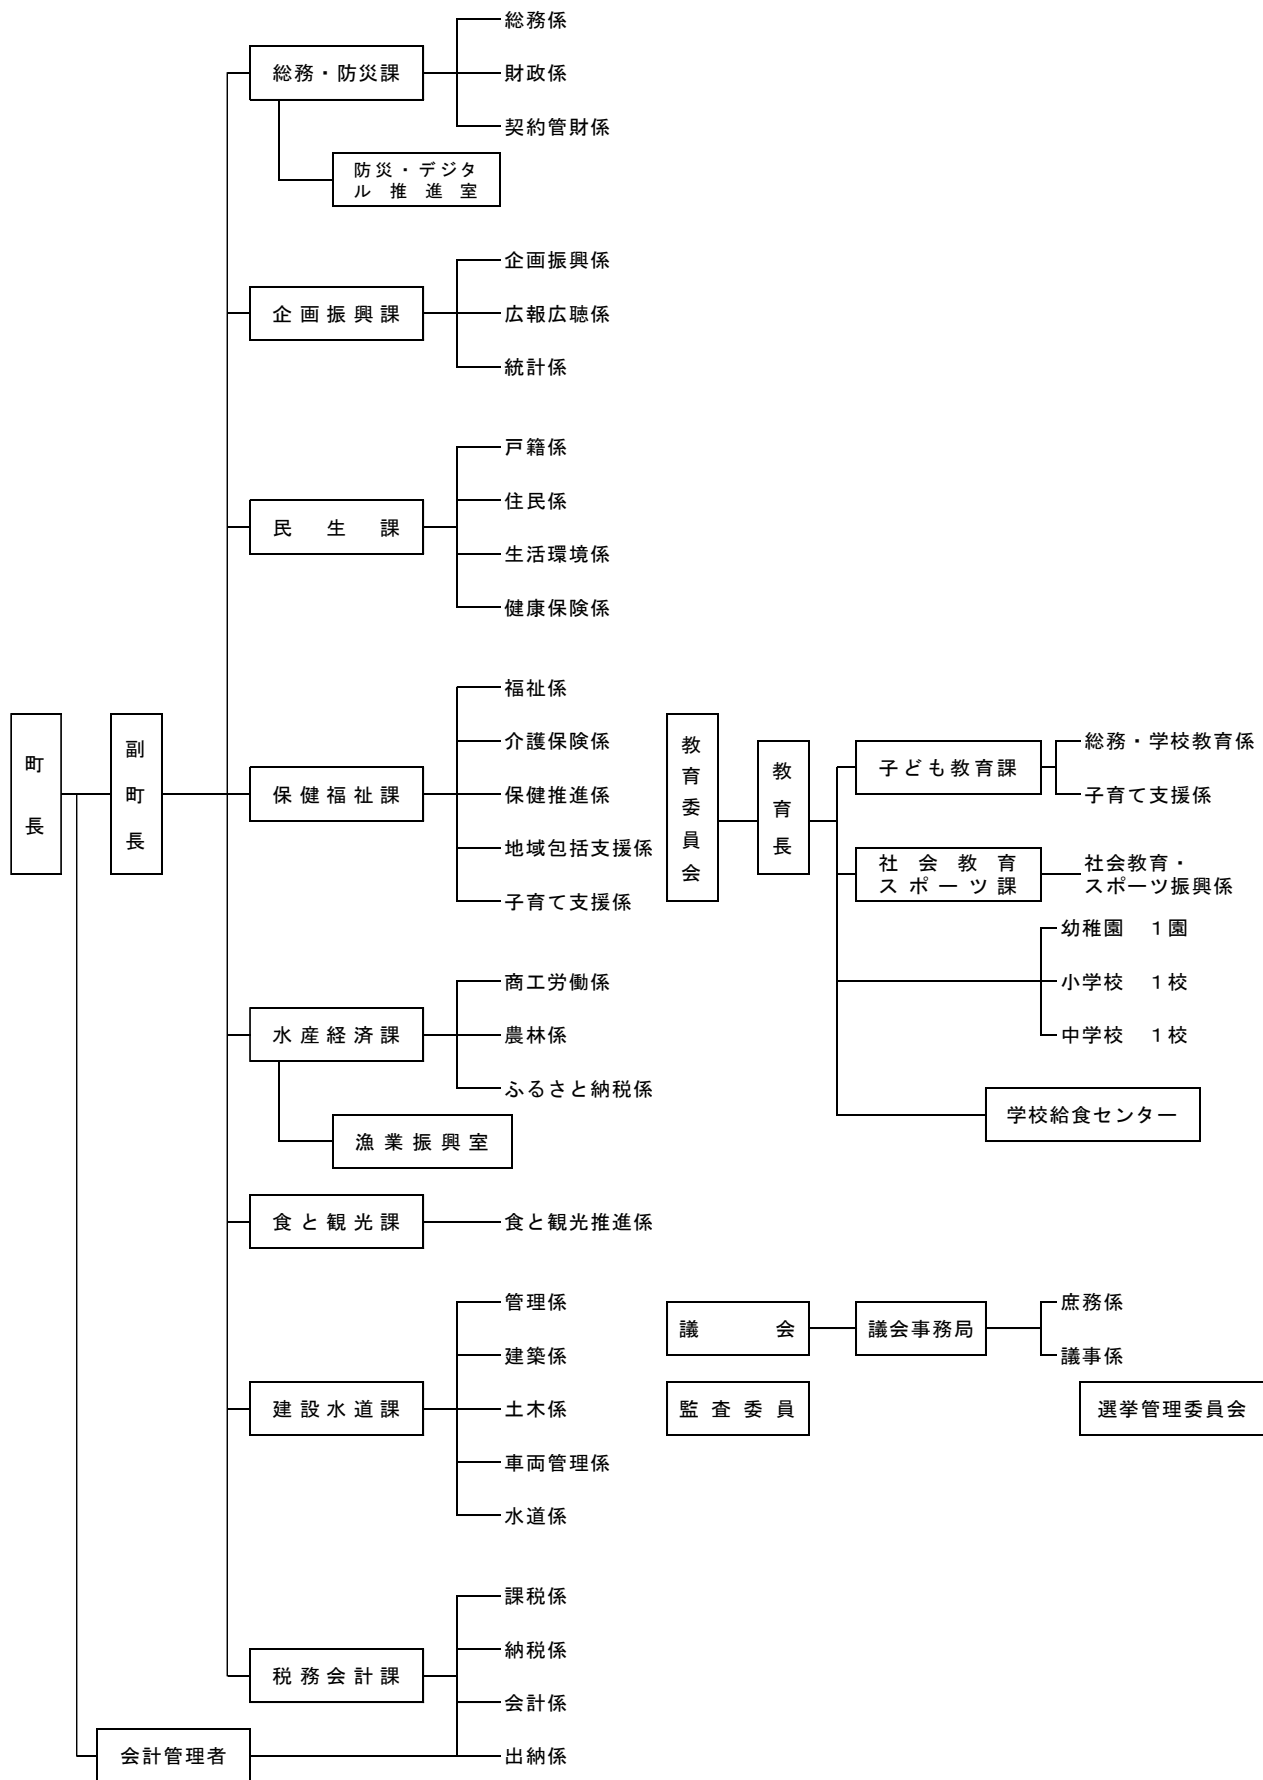 町長
副町長
総務・防災課
総務係
財政係
契約管財係
防災・デジタ
ル推進室
企画振興課
企画振興係
広報広聴係
統計係
民生課
戸籍係
住民係
生活環境係
健康保険係
保健福祉課
福祉係
介護保険係
保健推進係
地域包括支援係
子育て支援係
水産経済課
商工労働係
農林係
ふるさと納税係
漁業振興室
食と観光課
食と観光推進係
建設水道課
管理係
建築係
土木係
車両管理係
水道係
税務会計課
課税係
納税係
会計係
出納係
会計管理者
教育委員会
教育長
子ども教育課
総務・学校教育係
子育て支援係
社会教育
スポーツ課
社会教育・
スポーツ振興係
幼稚園 1園
小学校 1校
中学校 1校
学校給食センター
議会
議会事務局
庶務係
議事係
監査委員
選挙管理委員会